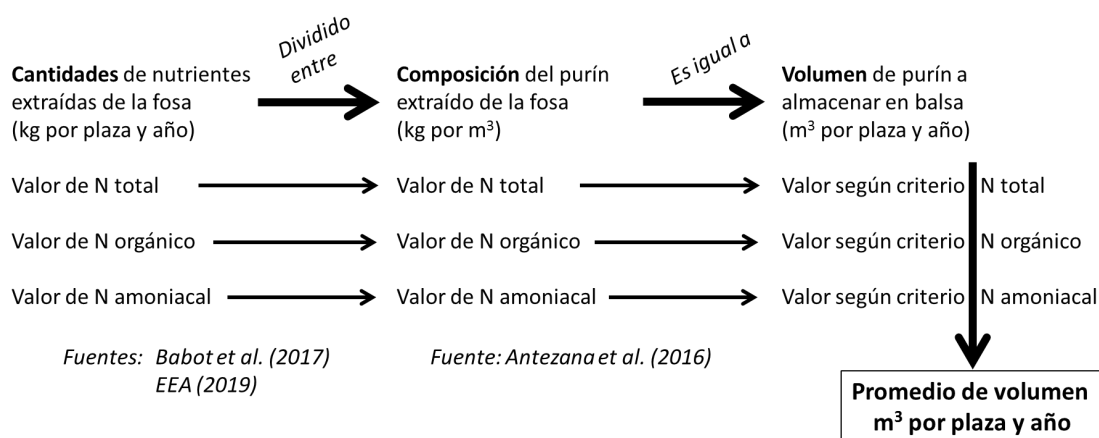 Dividido
entre
Es igual a
Cantidades de nutrientes
extraídas de la fosa
(kg por plaza y año)
Composición del purín
extraído de la fosa
(kg por m³)
Volumen de purín a
almacenar en balsa
(m³ por plaza y año)
Valor de N total
Valor de N total
Valor según criterio N total
Valor de N orgánico
Valor de N orgánico
Valor según criterio N orgánico
Valor de N amoniacal
Valor de N amoniacal
Valor según criterio N amoniacal
Fuentes: Babot et al. (2017)
EEA (2019)
Fuente: Antezana et al. (2016)
Promedio de volumen
m³ por plaza y año